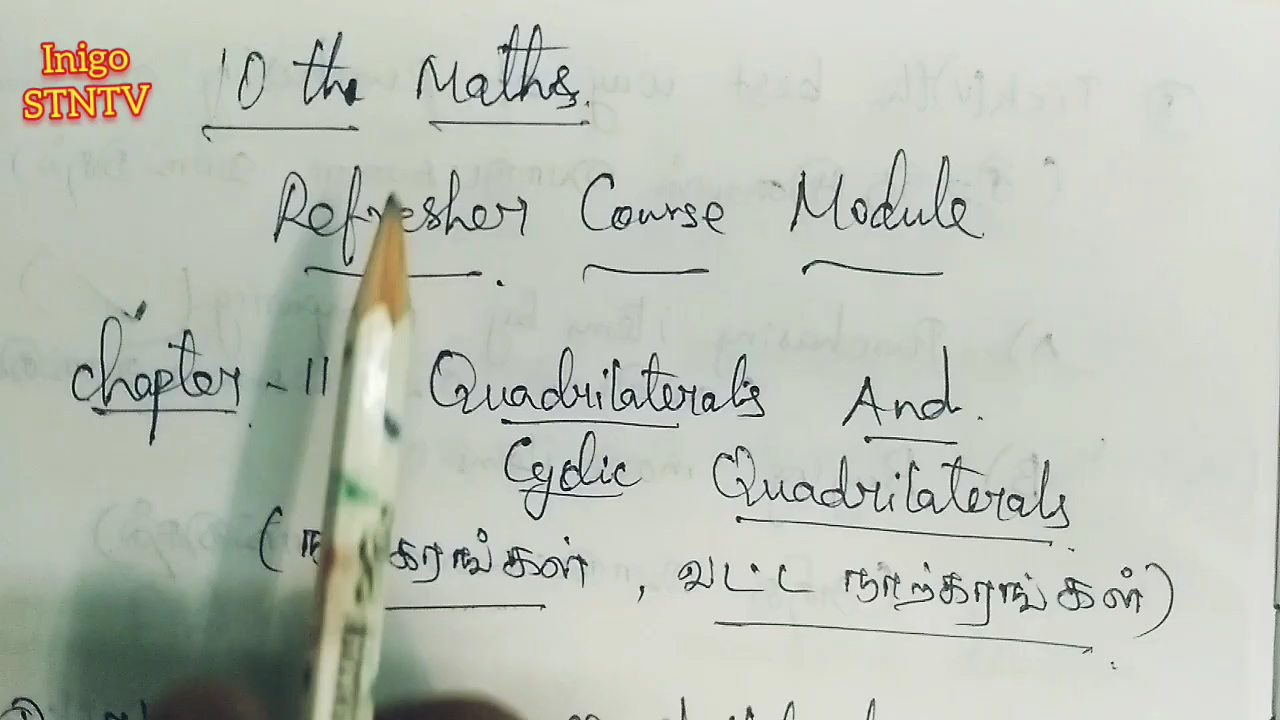 Inigo
STNTV
10 the Maths.
Refresher Course Module
Chapter - 11 Quadrilaterals And.
Cyclic Quadrilaterals.
கரங்கள் , வட்ட நாற்கரங்கள்)